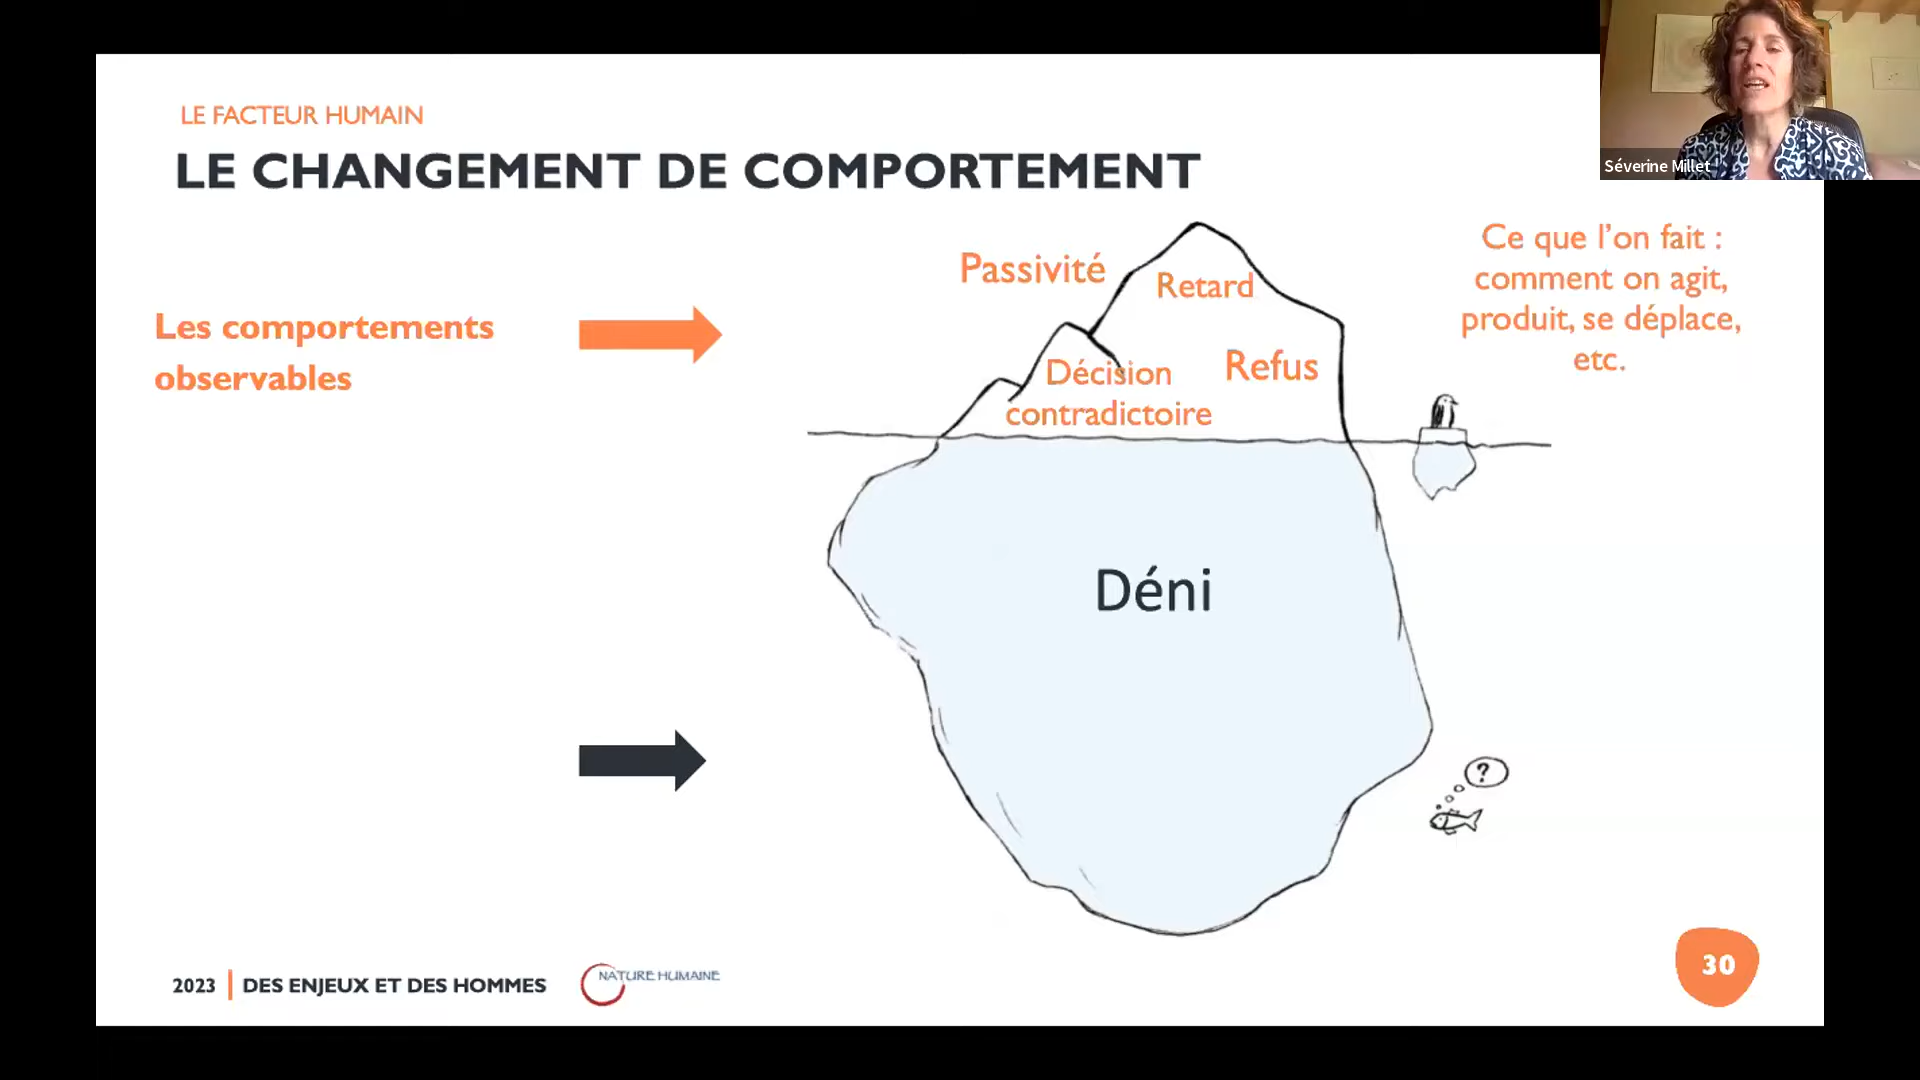 LE FACTEUR HUMAIN
LE CHANGEMENT DE COMPORTEMENT
Séverine Millet
Les comportements
observables
Passivité
Retard
Décision
contradictoire
Refus
Ce que l’on fait :
comment on agit,
produit, se déplace,
etc.
Déni
?
2023 | DES ENJEUX ET DES HOMMES
NATURE HUMAINE
30